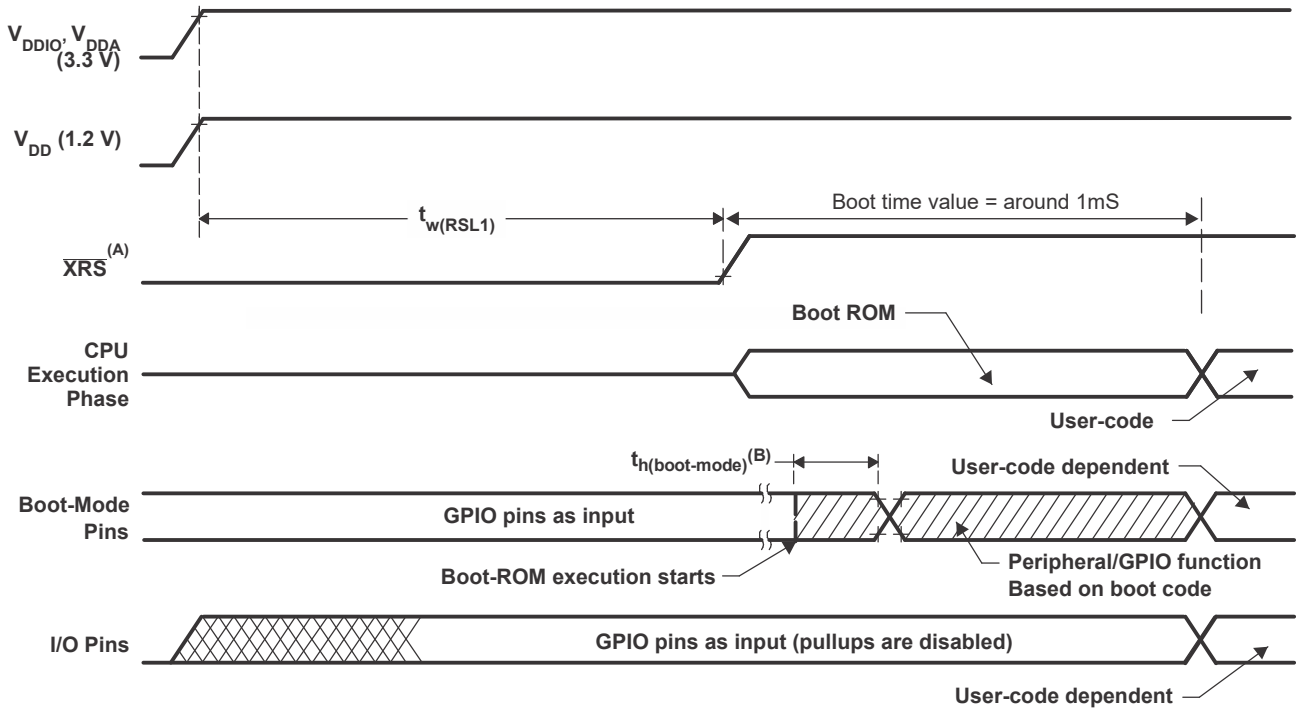 VDDIO, VDDA
(3.3 V)
VDD (1.2 V)
tw(RSL1)
Boot time value = around 1mS
XRS(A)
Boot ROM
CPU
Execution
Phase
User-code
th(boot-mode)(B)
User-code dependent
Boot-Mode
Pins
GPIO pins as input
Boot-ROM execution starts
Peripheral/GPIO function
Based on boot code
I/O Pins
GPIO pins as input (pullups are disabled)
User-code dependent